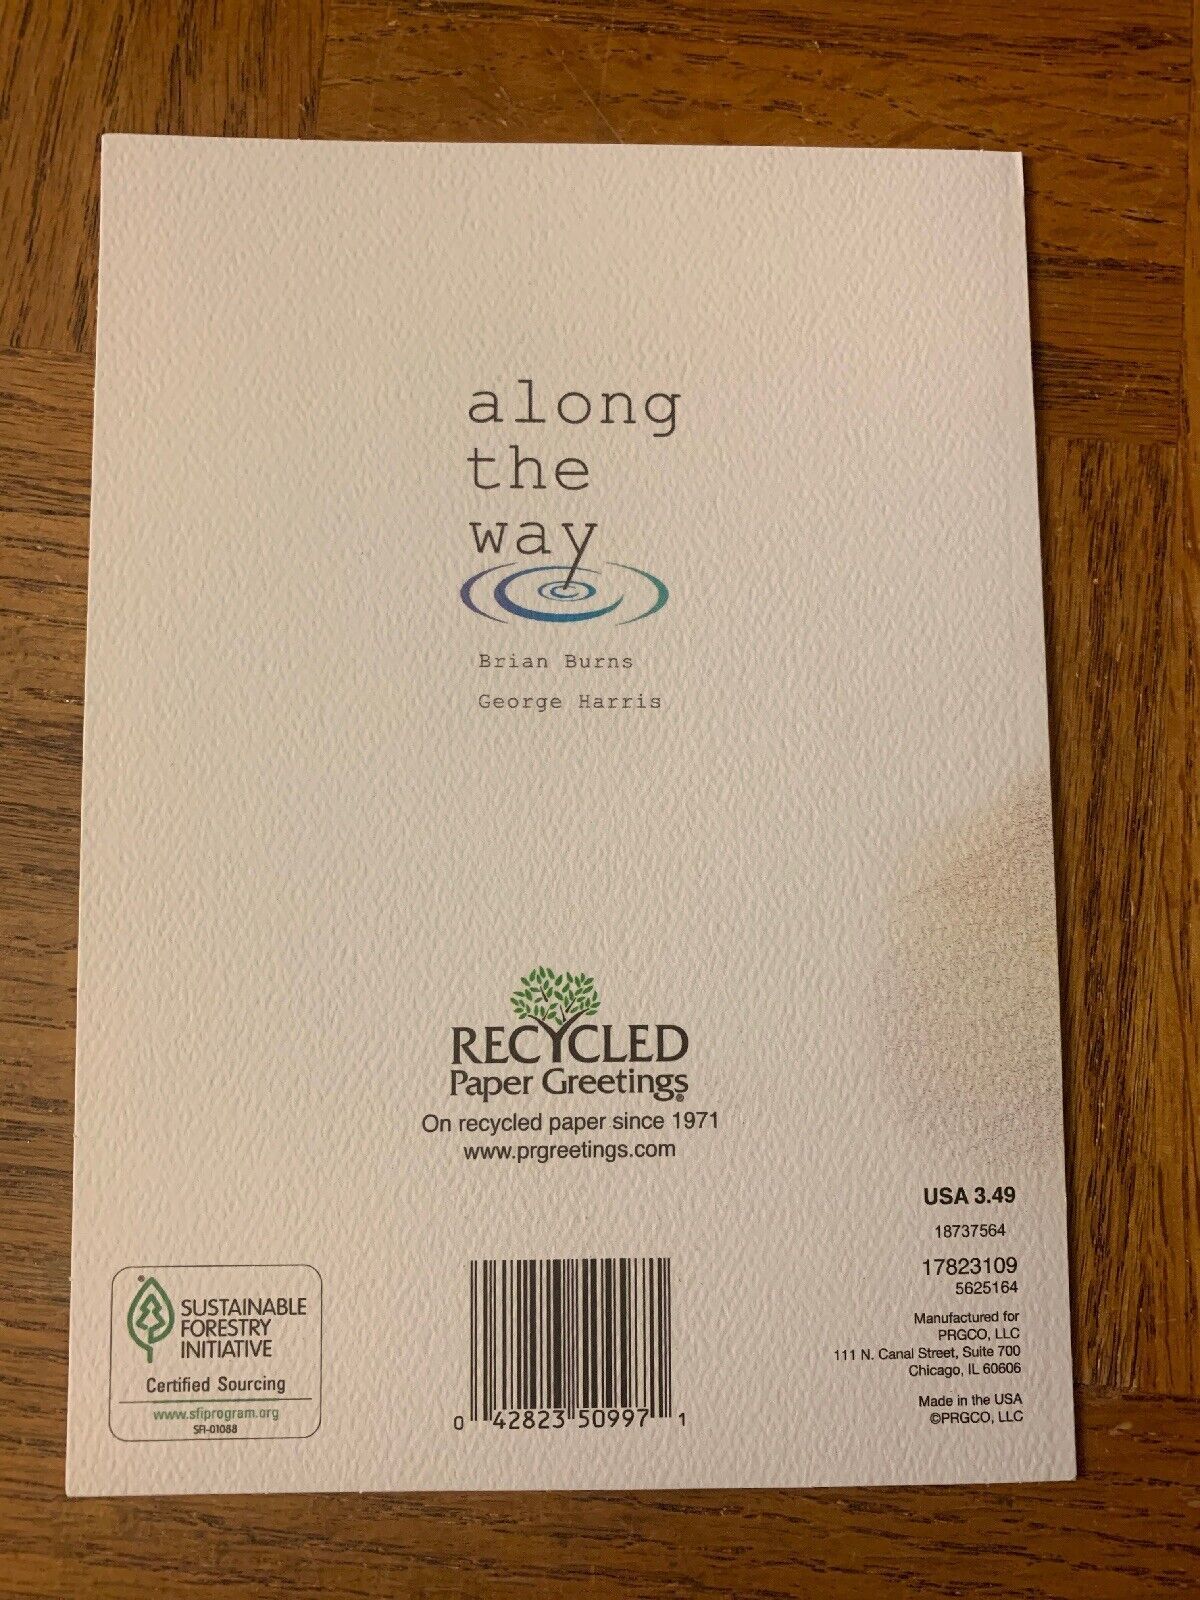 along
the
way
Brian Burns
George Harris
RECYCLED
Paper Greetings®
On recycled paper since 1971
www.prgreetings.com
USA 3.49
18737564
17823109
5625164
Manufactured for
PRGCO, LLC
111 N. Canal Street, Suite 700
Chicago, IL 60606
Made in the USA
©PRGCO, LLC
SUSTAINABLE
FORESTRY
INITIATIVE
Certified Sourcing
www.sfiprogram.org
SFI-01088
0 42823 50997 1